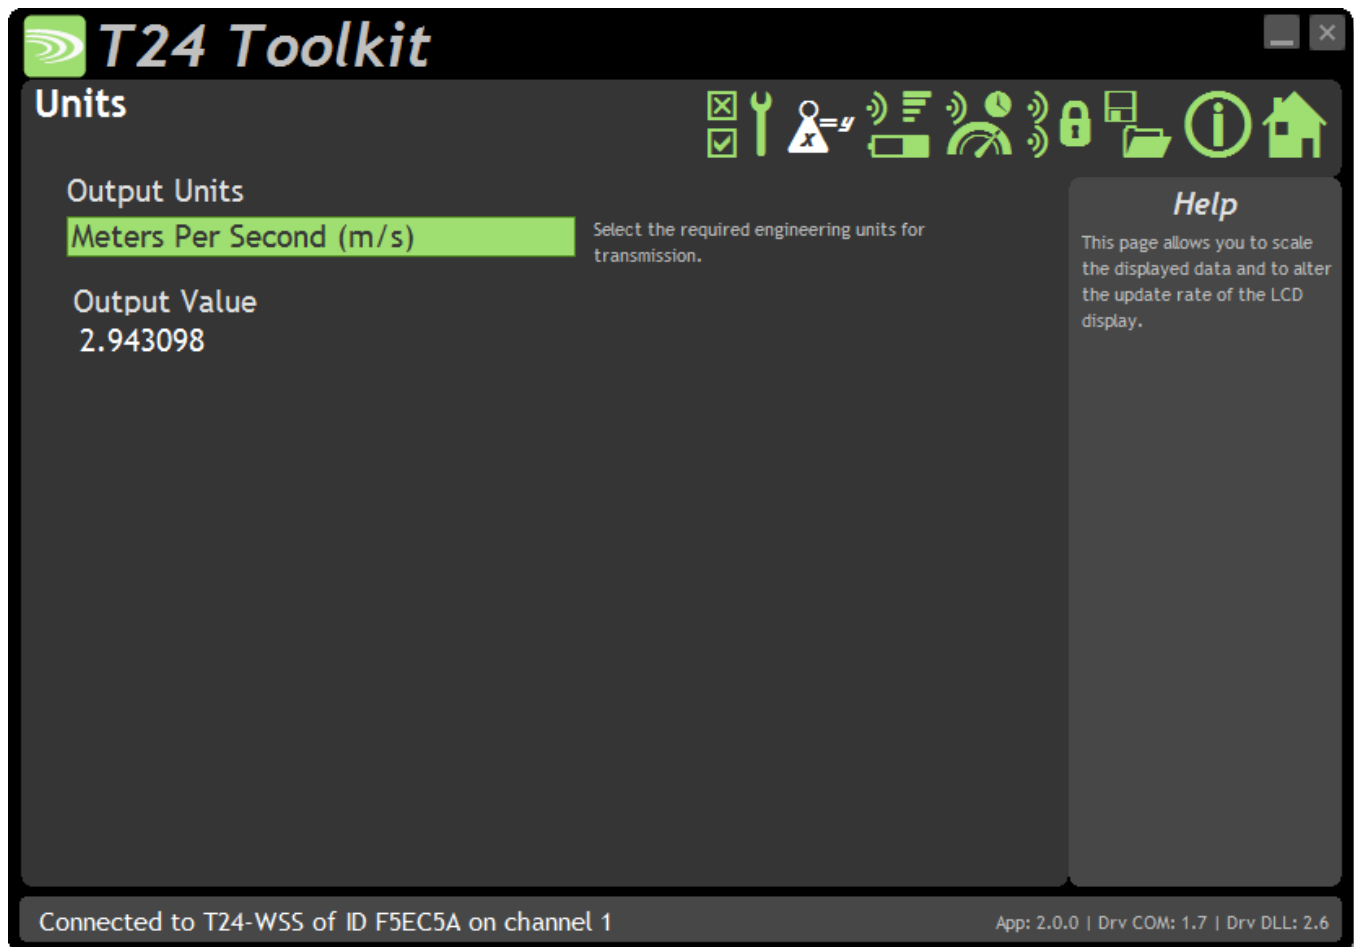 T24 Toolkit
Units
x=y
Output Units
Meters Per Second (m/s)
Select the required engineering units for
transmission.
Output Value
2.943098
Help
This page allows you to scale
the displayed data and to alter
the update rate of the LCD
display.
Connected to T24-WSS of ID F5EC5A on channel 1
App: 2.0.0 | Drv COM: 1.7 | Drv DLL: 2.6